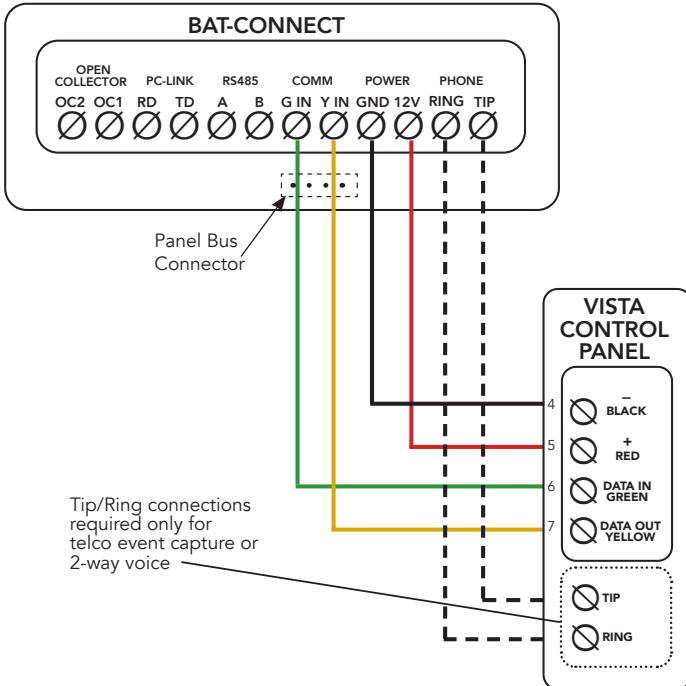 BAT-CONNECT
OPEN
COLLECTOR PC-LINK RS485 COMM POWER PHONE
OC2 OC1 RD TD A B G IN Y IN GND 12V RING TIP
Panel Bus
Connector
VISTA
CONTROL
PANEL
4 –
BLACK
5 +
RED
6 DATA IN
GREEN
7 DATA OUT
YELLOW
Tip/Ring connections
required only for
telco event capture or
2-way voice
TIP
RING